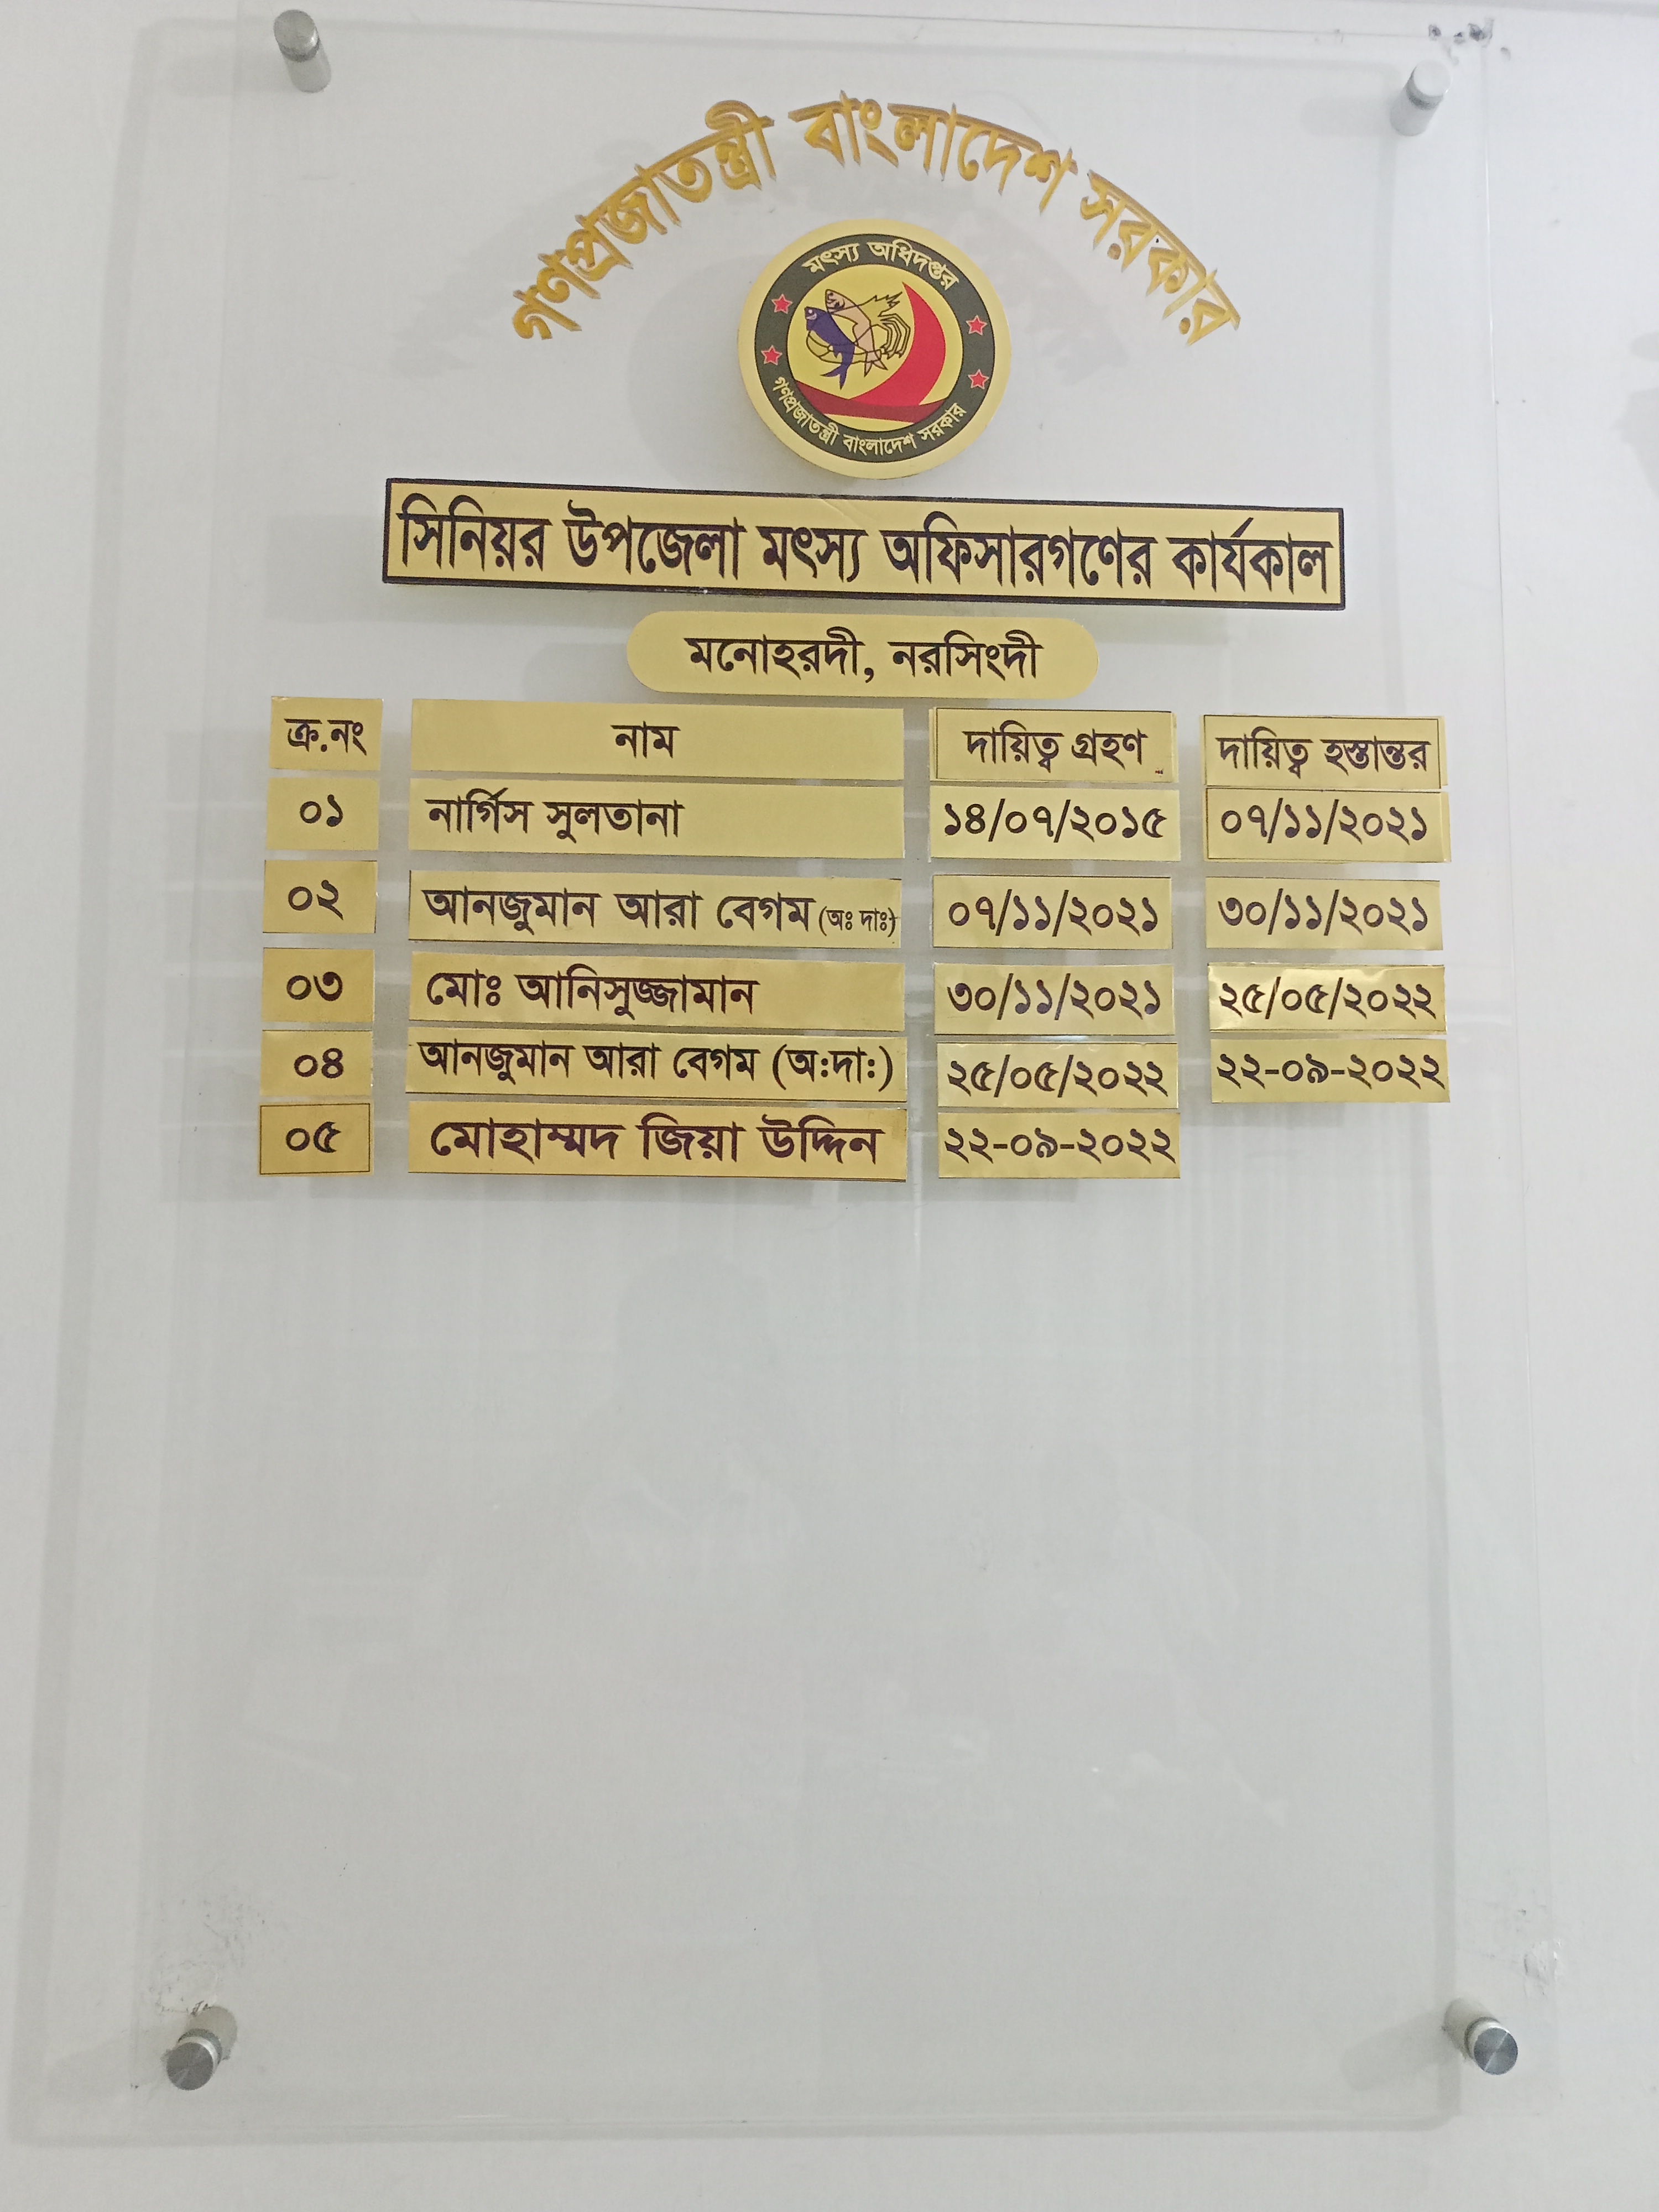 গণপ্রজাতন্ত্রী বাংলাদেশ সরকার
মৎস্য অধিদপ্তর
গণপ্রজাতন্ত্রী বাংলাদেশ সরকার
সিনিয়র উপজেলা মৎস্য অফিসারগণের কার্যকাল
মনোহরদী, নরসিংদী
ক্র.নং নাম দায়িত্ব গ্রহণ দায়িত্ব হস্তান্তর
০১ নার্গিস সুলতানা ১৪/০৭/২০১৫ ০৭/১১/২০২১
০২ আনজুমান আরা বেগম (অঃ দাঃ) ০৭/১১/২০২১ ৩০/১১/২০২১
০৩ মোঃ আনিসুজ্জামান ৩০/১১/২০২১ ২৫/০৫/২০২২
০৪ আনজুমান আরা বেগম (অ:দা:) ২৫/০৫/২০২২ ২২-০৯-২০২২
০৫ মোহাম্মদ জিয়া উদ্দিন ২২-০৯-২০২২